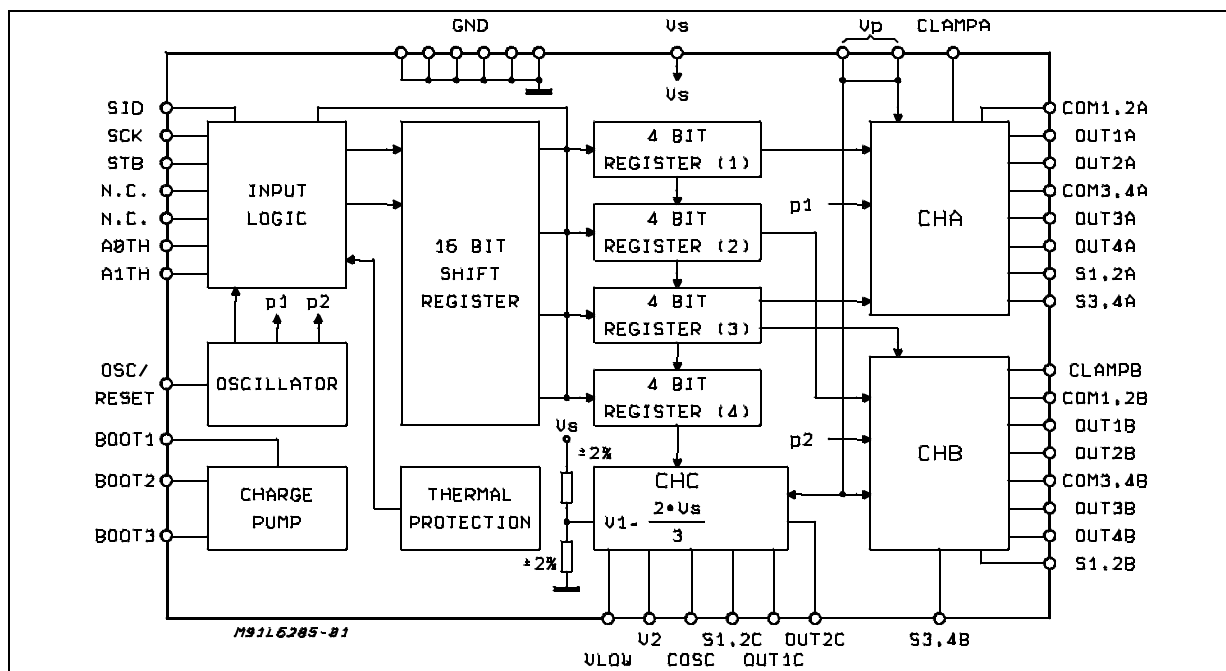 GND Vs Vp CLAMPA
Vs
SID
SCK
STB
N.C.
N.C.
A0TH
A1TH
OSC/
RESET
BOOT1
BOOT2
BOOT3
INPUT
LOGIC
p1 p2
OSCILLATOR
CHARGE
PUMP
16 BIT
SHIFT
REGISTER
THERMAL
PROTECTION
4 BIT
REGISTER (1)
4 BIT
REGISTER (2)
4 BIT
REGISTER (3)
4 BIT
REGISTER (4)
Vs
±2%
±2%
CHC
V1- 2•Vs
3
p1
CHA
p2
CHB
COM1,2A
OUT1A
OUT2A
COM3,4A
OUT3A
OUT4A
S1,2A
S3,4A
CLAMPB
COM1,2B
OUT1B
OUT2B
COM3,4B
OUT3B
OUT4B
S1,2B
M91L6285-01
V2 S1,2C OUT2C S3,4B
VLOW COSC OUT1C